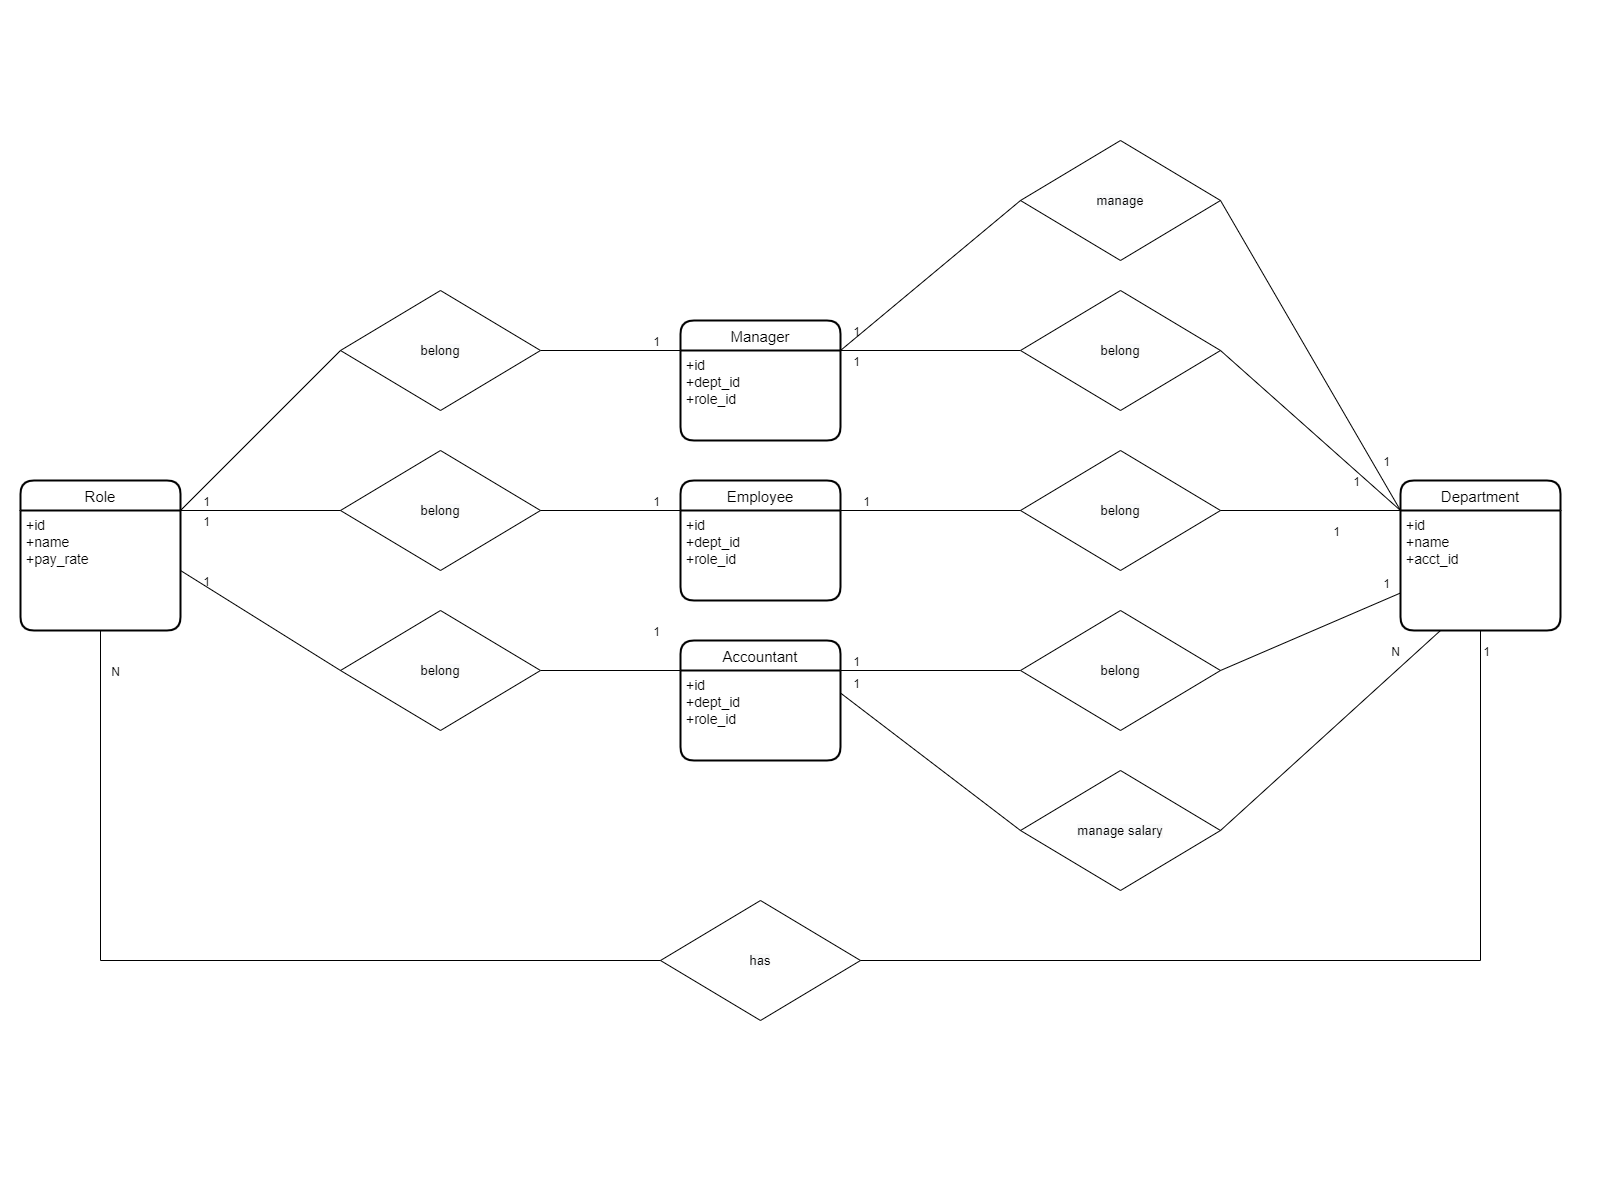 manage
1
belong
1
Manager
1
belong
+id
+dept_id
+role_id
1
1
Role
1
belong
1
Employee
1
belong
1
Department
+id
+name
+pay_rate
1
+id
+dept_id
+role_id
+id
+name
+acct_id
1
1
belong
1
Accountant
1
belong
1
N
+id
+dept_id
+role_id
1
N
1
manage salary
has